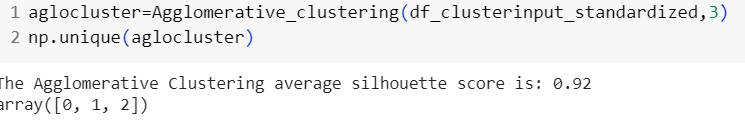 1 aglocluster=Agglomerative_clustering(df_clusterinput_standardized,3)
2 np.unique(aglocluster)
The Agglomerative Clustering average silhouette score is: 0.92
array([0, 1, 2])